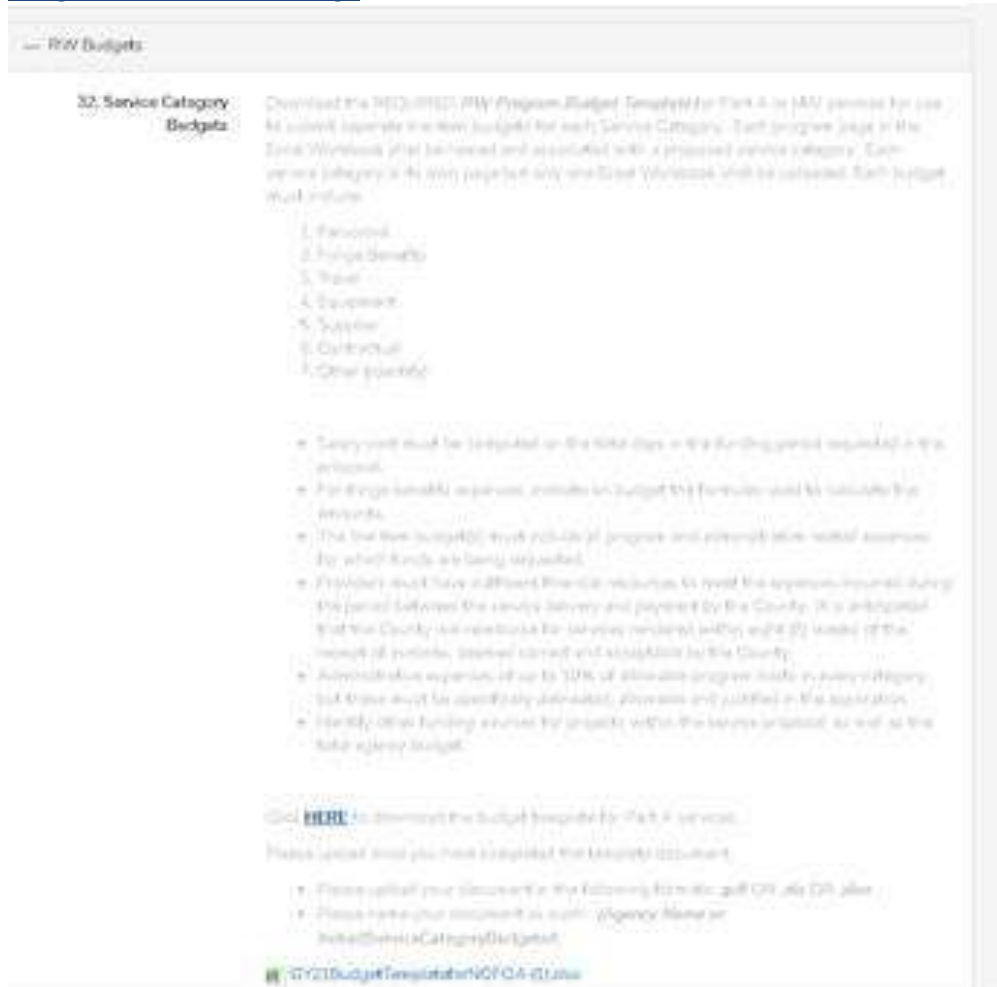 — RW Budgets
32. Service Category
Budgets
Download the REQUIRED RW Program Budget Template for Part A or MAI services for use
to submit separate line item budgets for each Service Category. Each program page in the
Excel Workbook shall be named and associated with a proposed service category. Each
service category is its own page but only one Excel Workbook shall be uploaded. Each budget
must include:
1. Personnel
2. Fringe Benefits
3. Travel
4. Equipment
5. Supplies
6. Contractual
7. Other
Salary cost must be computed on the total days in the funding period requested in the
proposal.
For fringe benefits expenses, include on budget the formulas used to calculate the
amounts.
The line item budget(s) must include all program and administrative related expenses
for which funds are being requested.
Providers must have sufficient financial resources to meet the expenses incurred during
the period between the service delivery and payment by the County. It is anticipated
that the County will reimburse for services rendered within eight (8) weeks of the
receipt of invoices, deemed correct and acceptable by the County.
Administrative expenses of up to 10% of allowable program costs in every category
but these must be specifically delineated, allowable and justified in the application.
Identify other funding sources for projects within the service proposal as well as the
total agency budget.
Click HERE to download the budget template for Part A services.
Please upload once you have completed the template document.
Please upload your document in the following formats: .pdf OR .xls OR .xlsx
Please name your document as such: (Agency Name or
Initials)ServiceCategoryBudgets